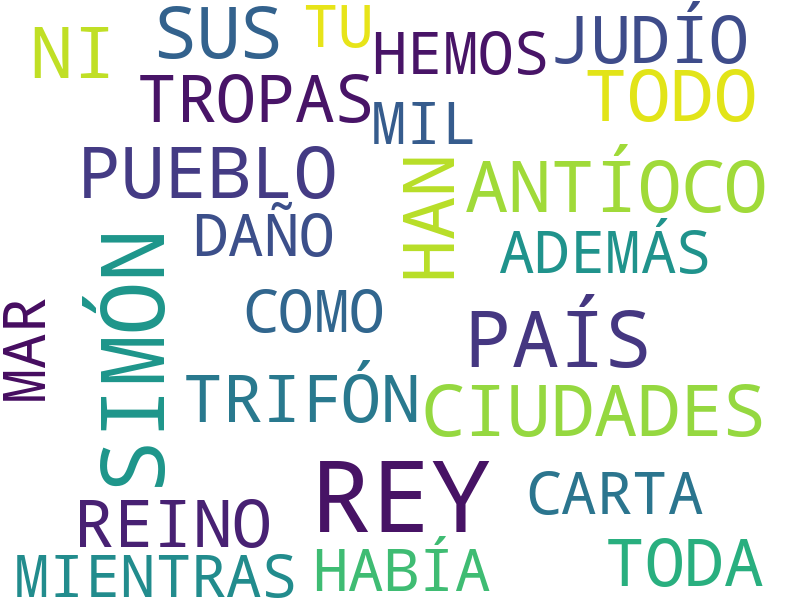 NI SUS TU HEMOS JUDÍO
TROPAS MIL TODO
PUEBLO HAN ANTÍOCO
DAÑO ADEMÁS
SIMÓN
MAR COMO PAÍS
TRIFÓN CIUDADES
REY CARTA
REINO
MIENTRAS HABÍA TODA